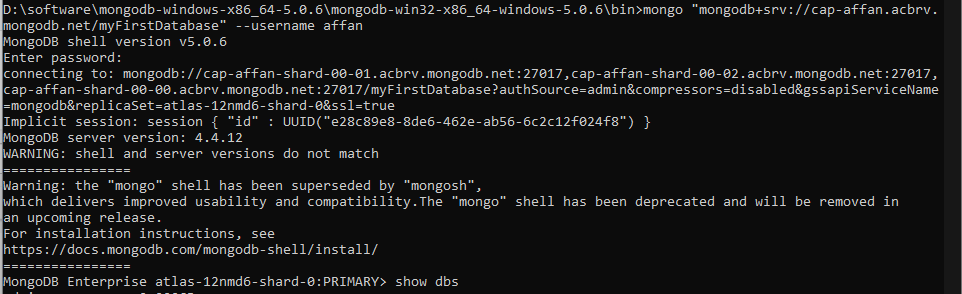 D:\software\mongodb-windows-x86_64-5.0.6\mongodb-win32-x86_64-windows-5.0.6\bin>mongo "mongodb+srv://cap-affan.acbrv.
mongodb.net/myFirstDatabase" --username affan
MongoDB shell version v5.0.6
Enter password:
connecting to: mongodb://cap-affan-shard-00-01.acbrv.mongodb.net:27017,cap-affan-shard-00-02.acbrv.mongodb.net:27017,
cap-affan-shard-00-00.acbrv.mongodb.net:27017/myFirstDatabase?authSource=admin&compressors=disabled&gssapiServiceName
=mongodb&replicaSet=atlas-12nmd6-shard-0&ssl=true
Implicit session: session { "id" : UUID("e28c89e8-8de6-462e-ab56-6c2c12f024f8") }
MongoDB server version: 4.4.12
WARNING: shell and server versions do not match
================
Warning: the "mongo" shell has been superseded by "mongosh",
which delivers improved usability and compatibility.The "mongo" shell has been deprecated and will be removed in
an upcoming release.
For installation instructions, see
https://docs.mongodb.com/mongodb-shell/install/
================
MongoDB Enterprise atlas-12nmd6-shard-0:PRIMARY> show dbs